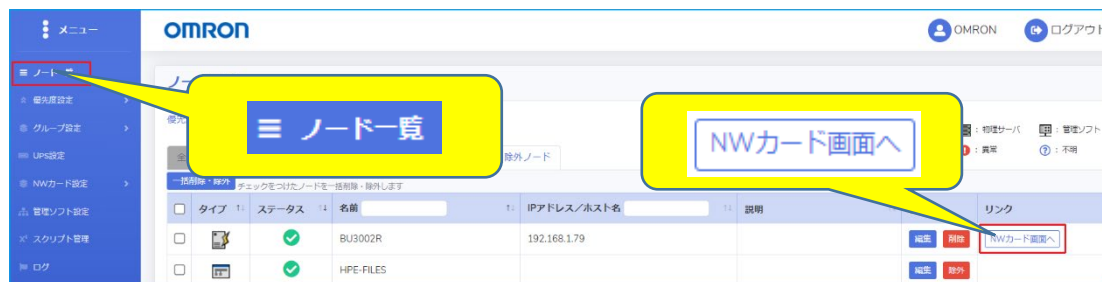 メニュー
OMRON
OMRON
ログアウト
ノード一覧
優先度設定
グループ設定
UPS設定
NWカード設定
管理ソフト設定
スクリプト管理
ログ
ノー
優先
ノード一覧
NWカード画面へ
: 物理サーバ
: 管理ソフト
: 異常
: 不明
全
除外ノード
一括削除・除外
チェックをつけたノードを一括削除・除外します
タイプ ステータス 名前 IPアドレス/ホスト名 説明 リンク
BU3002R 192.168.1.79 編集 削除 NWカード画面へ
HPE-FILES 編集 除外